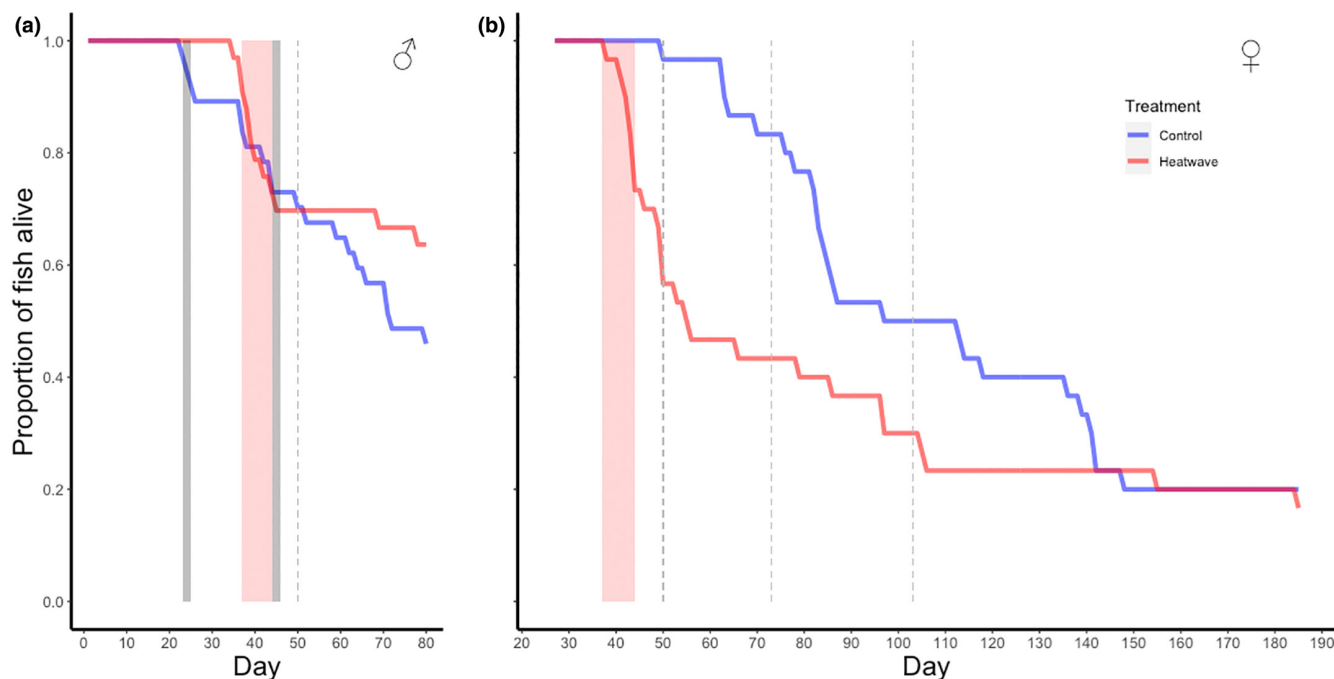 (a)
♂
(b)
♀
Treatment
Control
Heatwave
Proportion of fish alive
1.0
0.8
0.6
0.4
0.2
0.0
0 10 20 30 40 50 60 70 80
Day
20 30 40 50 60 70 80 90 100 110 120 130 140 150 160 170 180 190
Day